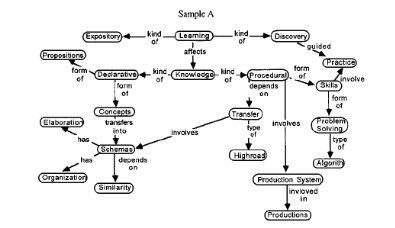 Sample A
Expository kind of Learning kind of Discovery
guided
Propositions affects Practice
form of Declarative kind of Knowledge kind of Procedural form of Skills involve
form of depends on form of
Concepts
Elaboration transfers into Transfer Problem Solving
has Schemas involves type of involves type of
has depends on Highroad Algorithm
Organization Similarity Production System
invloved in
Productions